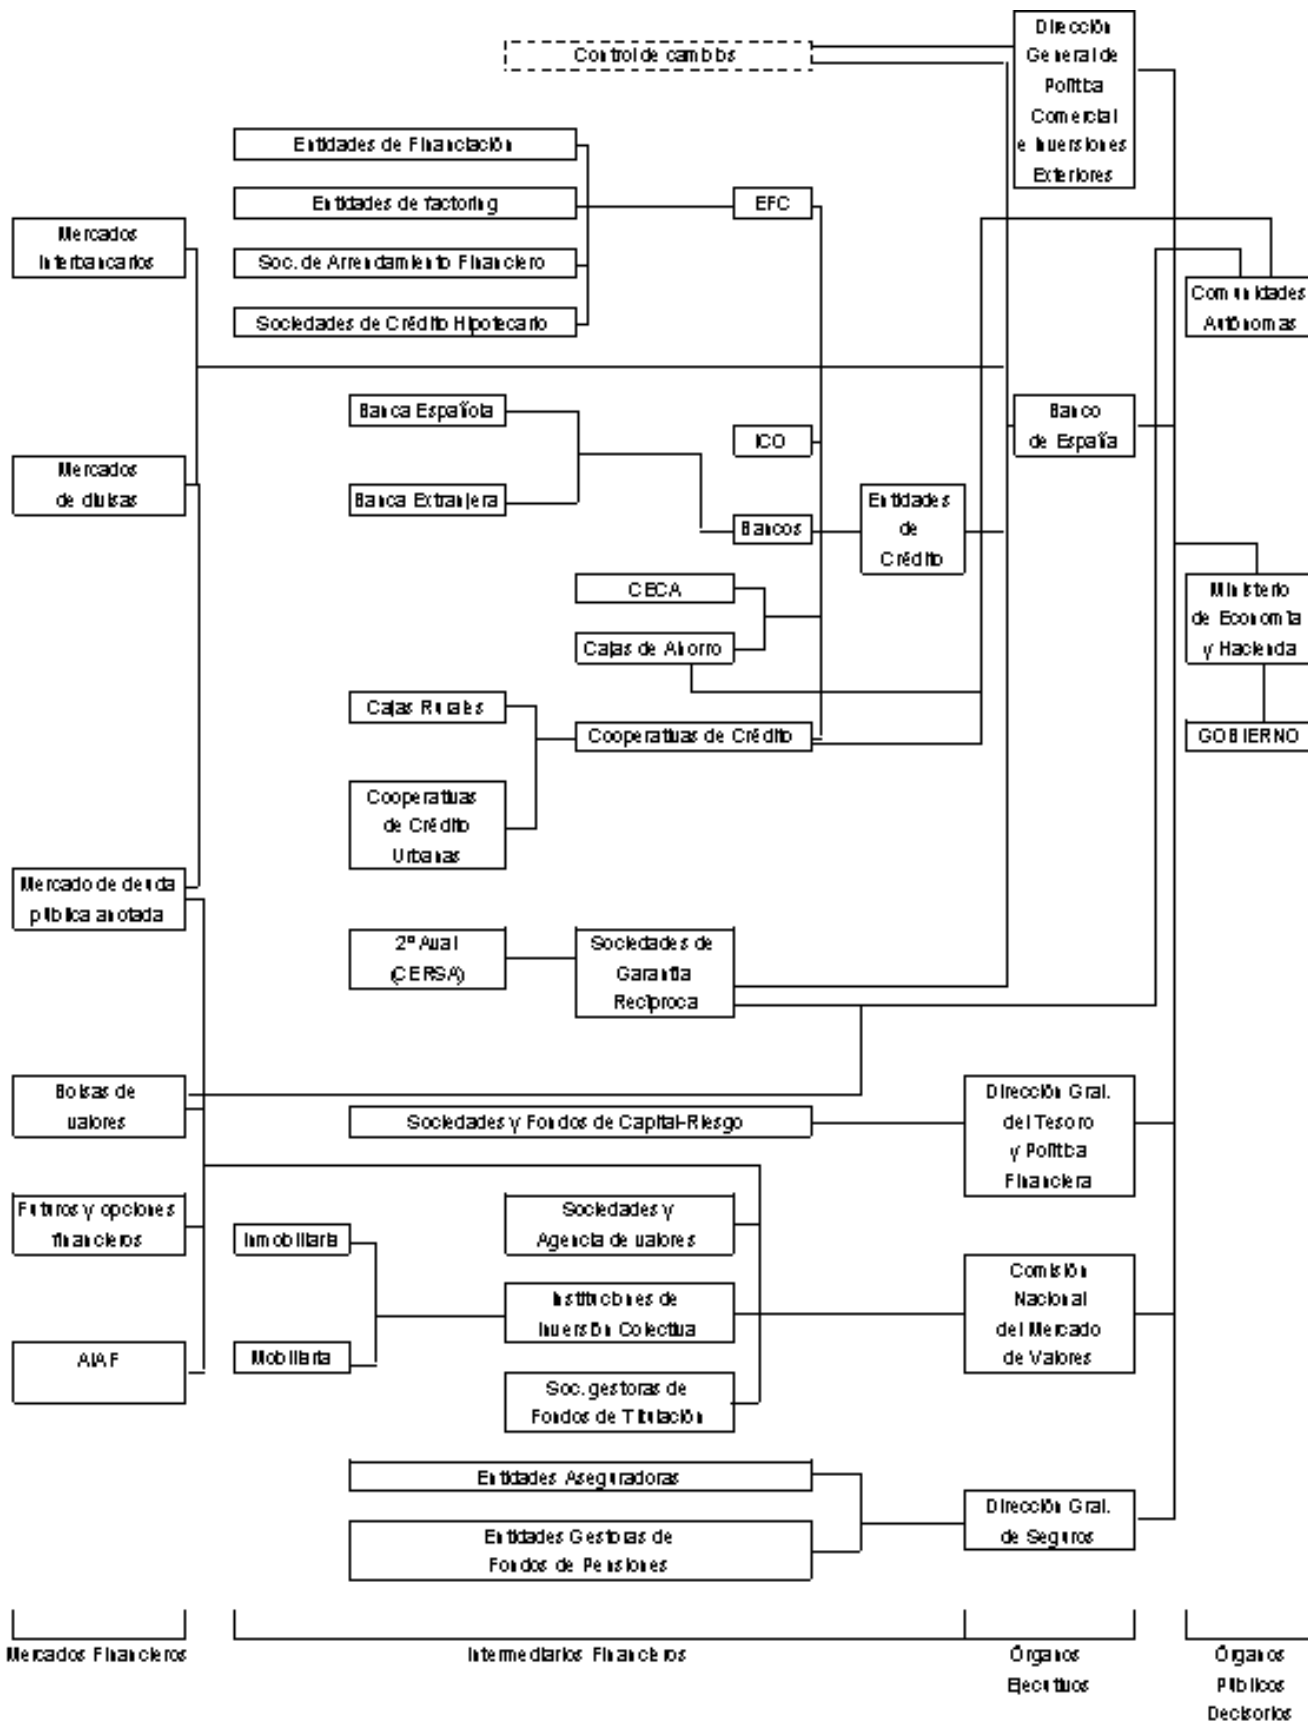 Control de cambios
Dirección
General de
Política
Comercial
e Inversiones
Exteriores
Entidades de Financiación
Entidades de factoring
EFC
Mercados
Interbancarios
Soc. de Arrendamiento Financiero
Sociedades de Crédito Hipotecario
Comunidades
Autónomas
Banca Española
ICO
Banco
de España
Mercados
de divisas
Banca Extranjera
Bancos
Entidades
de
Crédito
CECA
Cajas de Ahorro
Ministerio
de Economía
y Hacienda
Cajas Rurales
Cooperativas de Crédito
GOBIERNO
Cooperativas
de Crédito
Urbanas
Mercado de deuda
pública anotada
2º Aval
(CERSA)
Sociedades de
Garantía
Recíproca
Bolsas de
valores
Sociedades y Fondos de Capital-Riesgo
Dirección Gral.
del Tesoro
y Política
Financiera
Futuros y opciones
financieros
Inmobiliaria
Sociedades y
Agencia de valores
Instituciones de
Inversión Colectiva
Comisión
Nacional
del Mercado
de Valores
AIAF
Mobiliaria
Soc. gestoras de
Fondos de Titulación
Entidades Aseguradoras
Entidades Gestoras de
Fondos de Pensiones
Dirección Gral.
de Seguros
Mercados Financieros
Intermediarios Financieros
Órganos
Ejecutivos
Órganos
Públicos
Decisorios